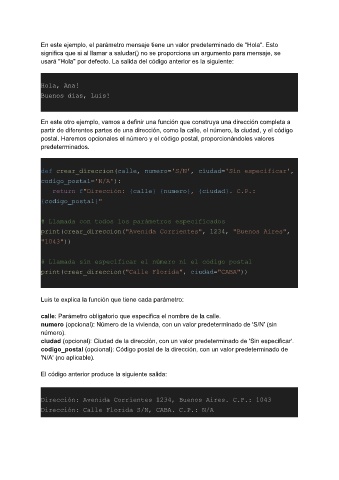 En este ejemplo, el parámetro mensaje tiene un valor predeterminado de "Hola". Esto
significa que si al llamar a saludar() no se proporciona un argumento para mensaje, se
usará "Hola" por defecto. La salida del código anterior es la siguiente:
Hola, Ana!
Buenos días, Luis!
En este otro ejemplo, vamos a definir una función que construya una dirección completa a
partir de diferentes partes de una dirección, como la calle, el número, la ciudad, y el código
postal. Haremos opcionales el número y el código postal, proporcionándoles valores
predeterminados.
def crear_direccion(calle, numero='S/N', ciudad='Sin especificar',
codigo_postal='N/A'):
return f"Dirección: {calle} {numero}, {ciudad}. C.P.:
{codigo_postal}"
# Llamada con todos los parámetros especificados
print(crear_direccion("Avenida Corrientes", 1234, "Buenos Aires",
"1043"))
# Llamada sin especificar el número ni el código postal
print(crear_direccion("Calle Florida", ciudad="CABA"))
Luis te explica la función que tiene cada parámetro:
calle: Parámetro obligatorio que especifica el nombre de la calle.
numero (opcional): Número de la vivienda, con un valor predeterminado de 'S/N' (sin
número).
ciudad (opcional): Ciudad de la dirección, con un valor predeterminado de 'Sin especificar'.
codigo_postal (opcional): Código postal de la dirección, con un valor predeterminado de
'N/A' (no aplicable).
El código anterior produce la siguiente salida:
Dirección: Avenida Corrientes 1234, Buenos Aires. C.P.: 1043
Dirección: Calle Florida S/N, CABA. C.P.: N/A